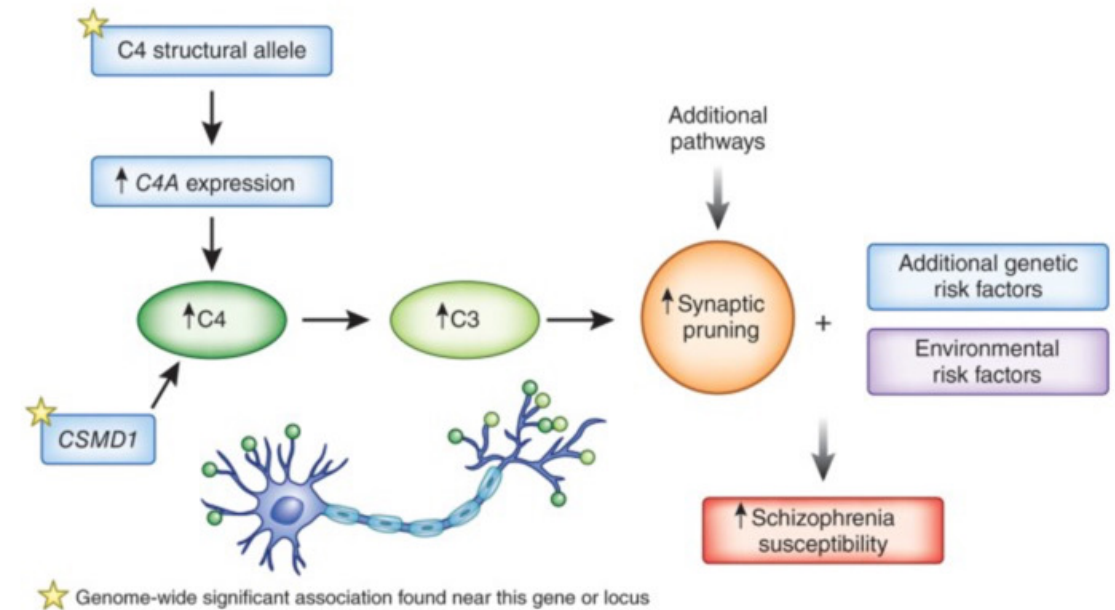 C4 structural allele
↑ C4A expression
↑C4
↑C3
Additional
pathways
↑Synaptic
pruning
+
Additional genetic
risk factors
Environmental
risk factors
CSMD1
↑Schizophrenia
susceptibility
Genome-wide significant association found near this gene or locus